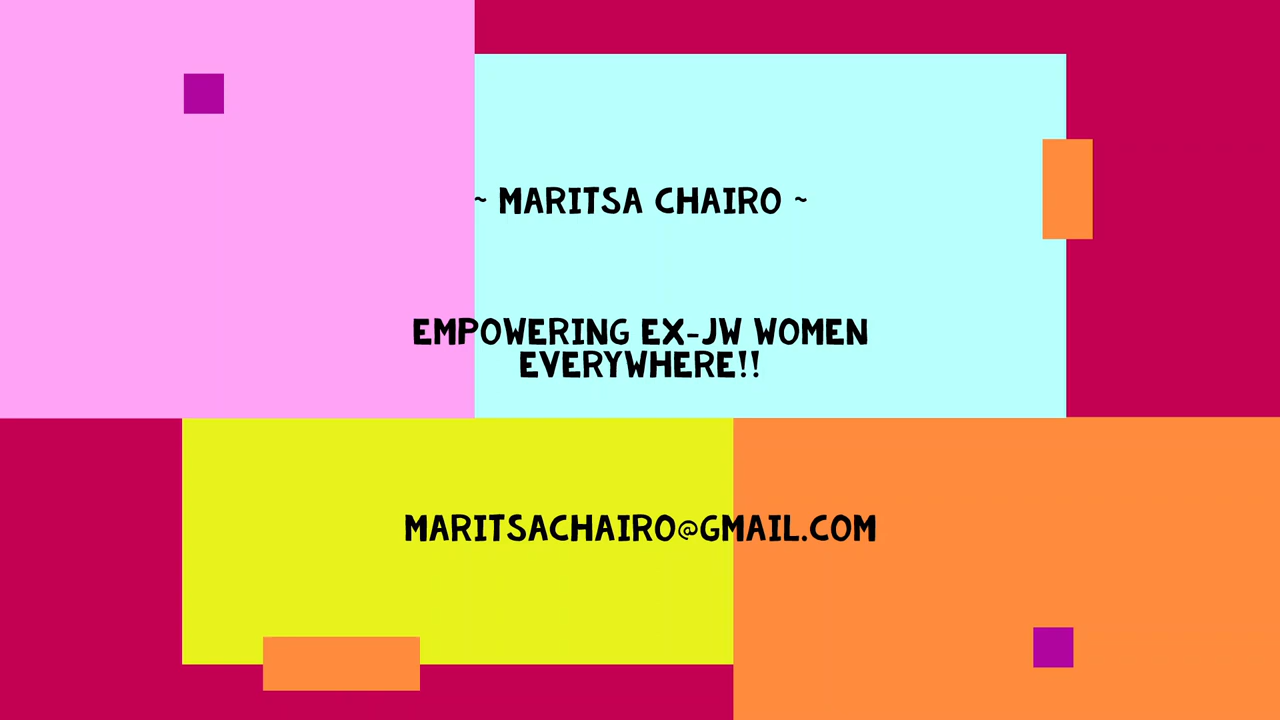 ~ MARITSA CHAIRO ~
EMPOWERING EX-JW WOMEN
EVERYWHERE!!
MARITSACHAIRO@GMAIL.COM